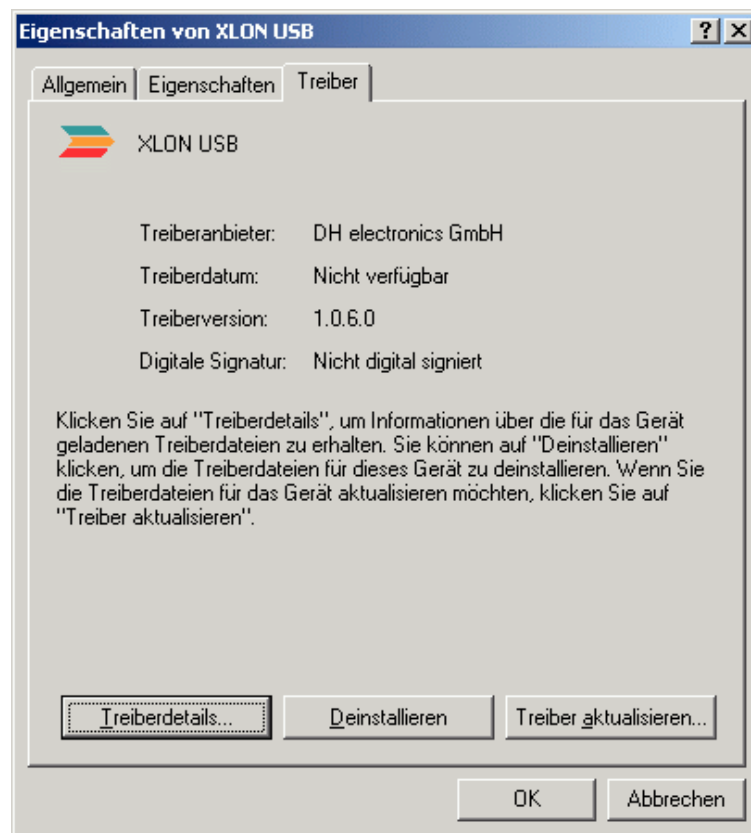 Eigenschaften von XLON USB
Allgemein Eigenschaften Treiber
XLON USB
Treiberanbieter: DH electronics GmbH
Treiberdatum: Nicht verfügbar
Treiberversion: 1.0.6.0
Digitale Signatur: Nicht digital signiert
Klicken Sie auf "Treiberdetails", um Informationen über die für das Gerät
geladenen Treiberdateien zu erhalten. Sie können auf "Deinstallieren"
klicken, um die Treiberdateien für dieses Gerät zu deinstallieren. Wenn Sie
die Treiberdateien für das Gerät aktualisieren möchten, klicken Sie auf
"Treiber aktualisieren".
Treiberdetails... Deinstallieren Treiber aktualisieren...
OK Abbrechen